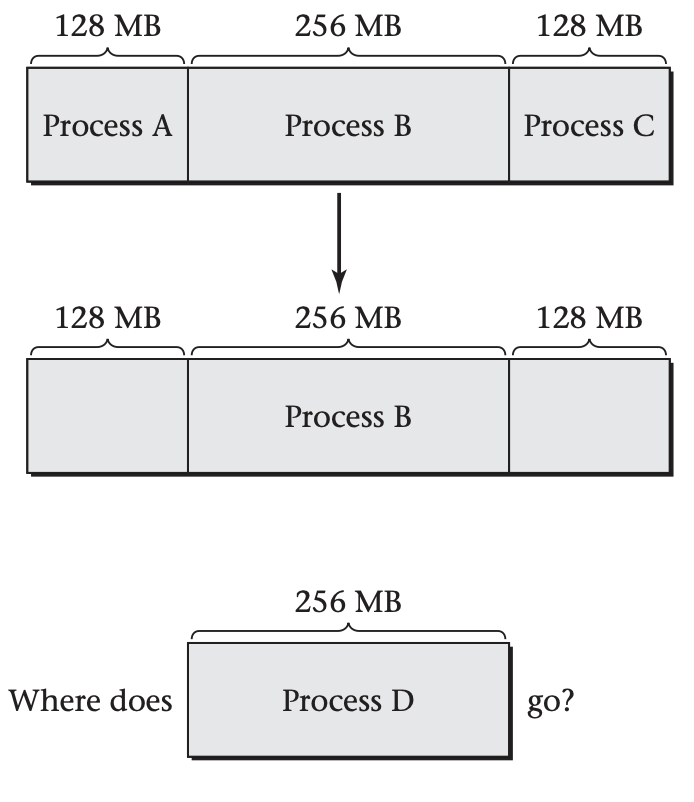 128 MB 256 MB 128 MB
Process A Process B Process C
128 MB 256 MB 128 MB
Process B
256 MB
Where does Process D go?